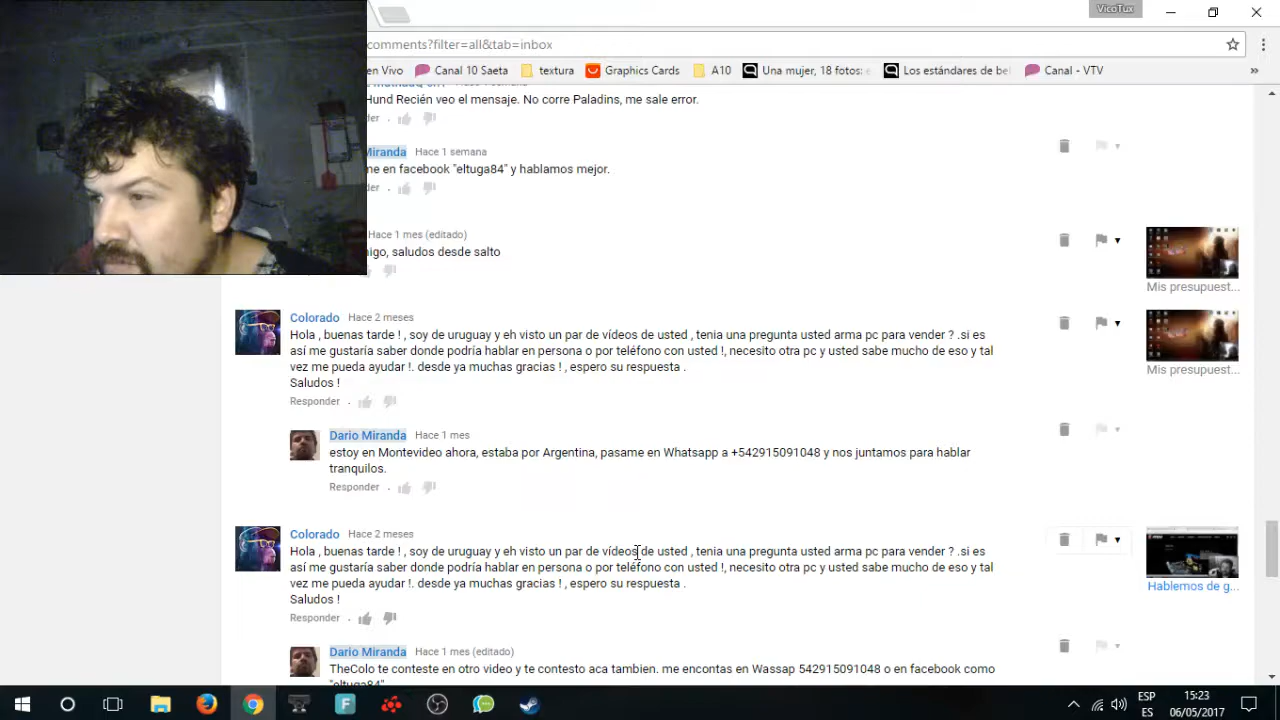 VicoTux
comments?filter=all&tab=inbox
en Vivo Canal 10 Saeta textura Graphics Cards A10 Una mujer, 18 fotos: Los estándares de bel Canal - VTV »
Hund Recién veo el mensaje. No corre Paladins, me sale error.
der
Miranda Hace 1 semana
me en facebook "eltuga84" y hablamos mejor.
der
Hace 1 mes (editado)
migo, saludos desde salto
Mis presupuest...
Colorado Hace 2 meses
Hola , buenas tarde ! , soy de uruguay y eh visto un par de vídeos de usted , tenia una pregunta usted arma pc para vender ? .si es
así me gustaría saber donde podría hablar en persona o por teléfono con usted !, necesito otra pc y usted sabe mucho de eso y tal
vez me pueda ayudar !. desde ya muchas gracias ! , espero su respuesta .
Mis presupuest...
Saludos !
Responder .
Dario Miranda Hace 1 mes
estoy en Montevideo ahora, estaba por Argentina, pasame en Whatsapp a +542915091048 y nos juntamos para hablar
tranquilos.
Responder .
Colorado Hace 2 meses
Hola , buenas tarde ! , soy de uruguay y eh visto un par de vídeos de usted , tenia una pregunta usted arma pc para vender ? .si es
así me gustaría saber donde podría hablar en persona o por teléfono con usted !, necesito otra pc y usted sabe mucho de eso y tal
vez me pueda ayudar !. desde ya muchas gracias ! , espero su respuesta .
Hablemos de g...
Saludos !
Responder .
Dario Miranda Hace 1 mes (editado)
TheColo te conteste en otro video y te contesto aca tambien. me encontas en Wassap 542915091048 o en facebook como
"eltuga84"
ESP
ES
15:23
06/05/2017